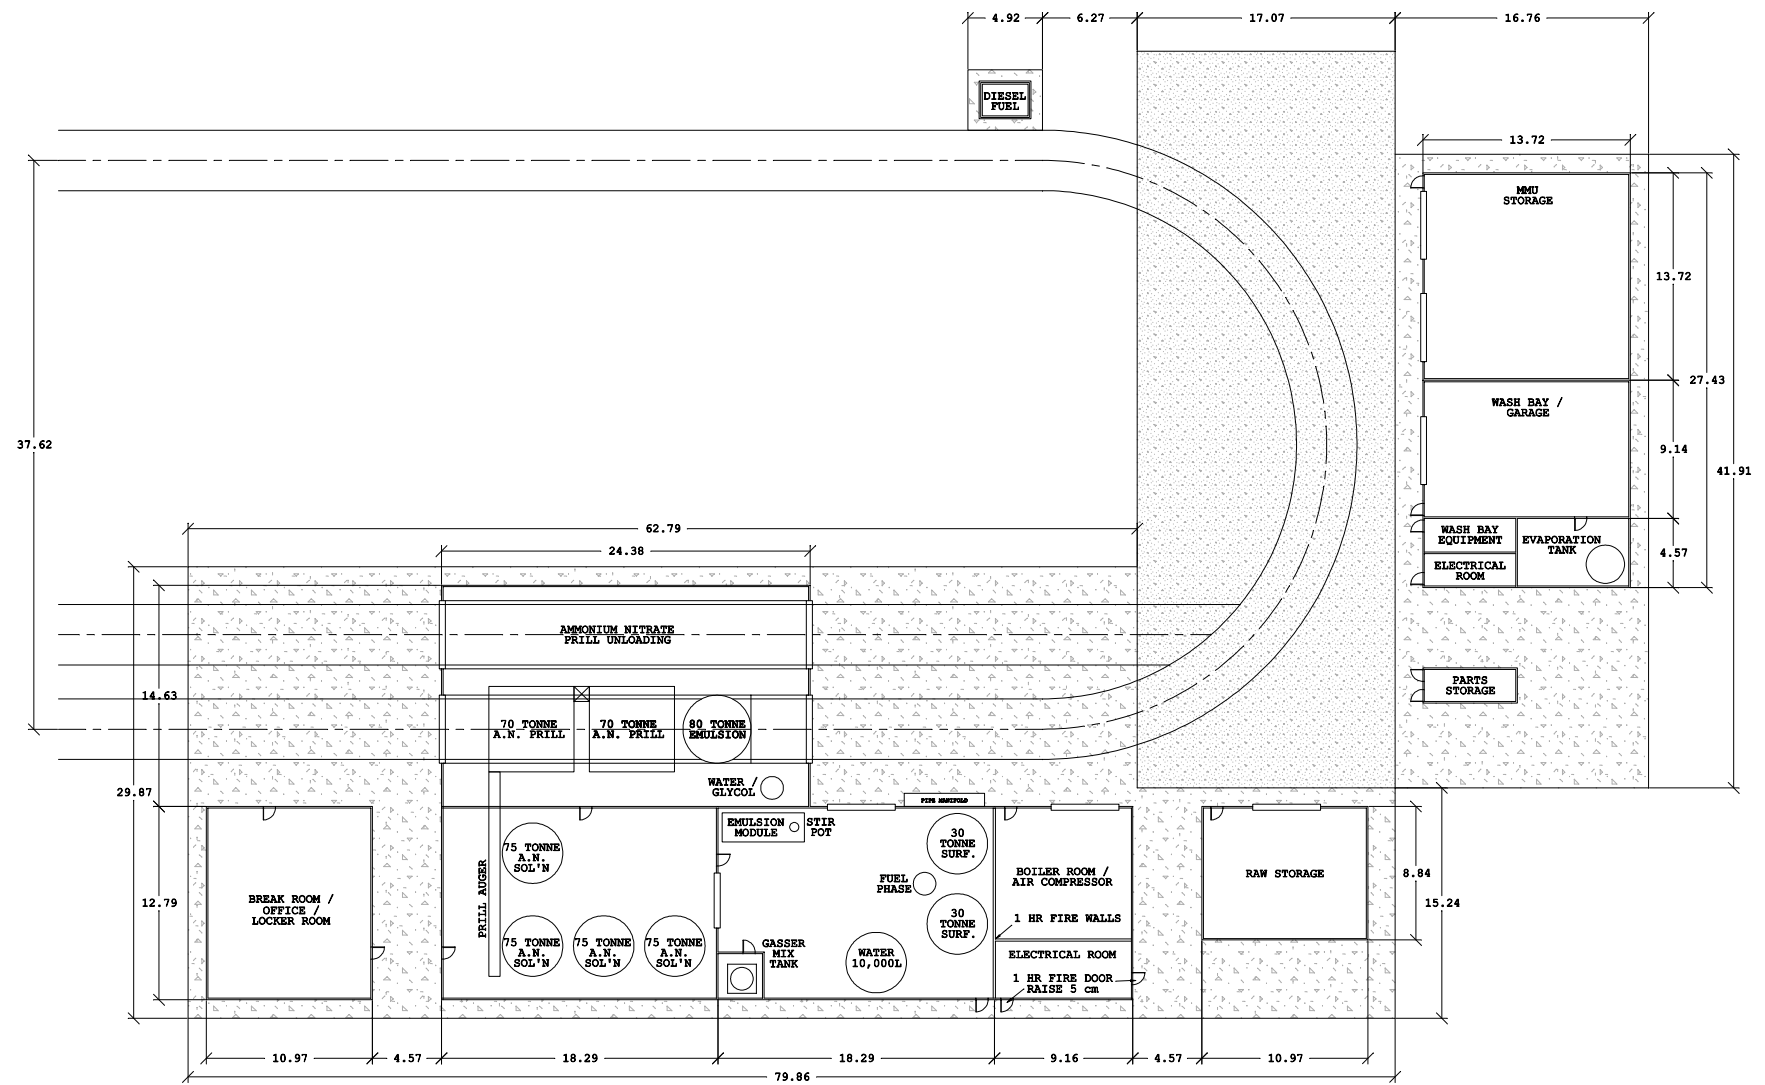 4.92
6.27
17.07
16.76
DIESEL
FUEL
13.72
MMU
STORAGE
13.72
27.43
WASH BAY /
GARAGE
37.62
9.14
41.91
62.79
WASH BAY
EQUIPMENT
EVAPORATION
TANK
24.38
4.57
ELECTRICAL
ROOM
AMMONIUM NITRATE
PRILL UNLOADING
14.63
PARTS
STORAGE
70 TONNE
A.N. PRILL
70 TONNE
A.N. PRILL
80 TONNE
EMULSION
WATER /
GLYCOL
29.87
PIPE MANIFOLD
EMULSION
MODULE
STIR
POT
30
TONNE
SURF.
75 TONNE
A.N.
SOL'N
PRILL AUGER
FUEL
PHASE
BOILER ROOM /
AIR COMPRESSOR
RAW STORAGE
8.84
12.79
BREAK ROOM /
OFFICE /
LOCKER ROOM
15.24
1 HR FIRE WALLS
30
TONNE
SURF.
75 TONNE
A.N.
SOL'N
75 TONNE
A.N.
SOL'N
75 TONNE
A.N.
SOL'N
GASSER
MIX
TANK
WATER
10,000L
ELECTRICAL ROOM
1 HR FIRE DOOR
RAISE 5 cm
10.97
4.57
18.29
18.29
9.16
4.57
10.97
79.86